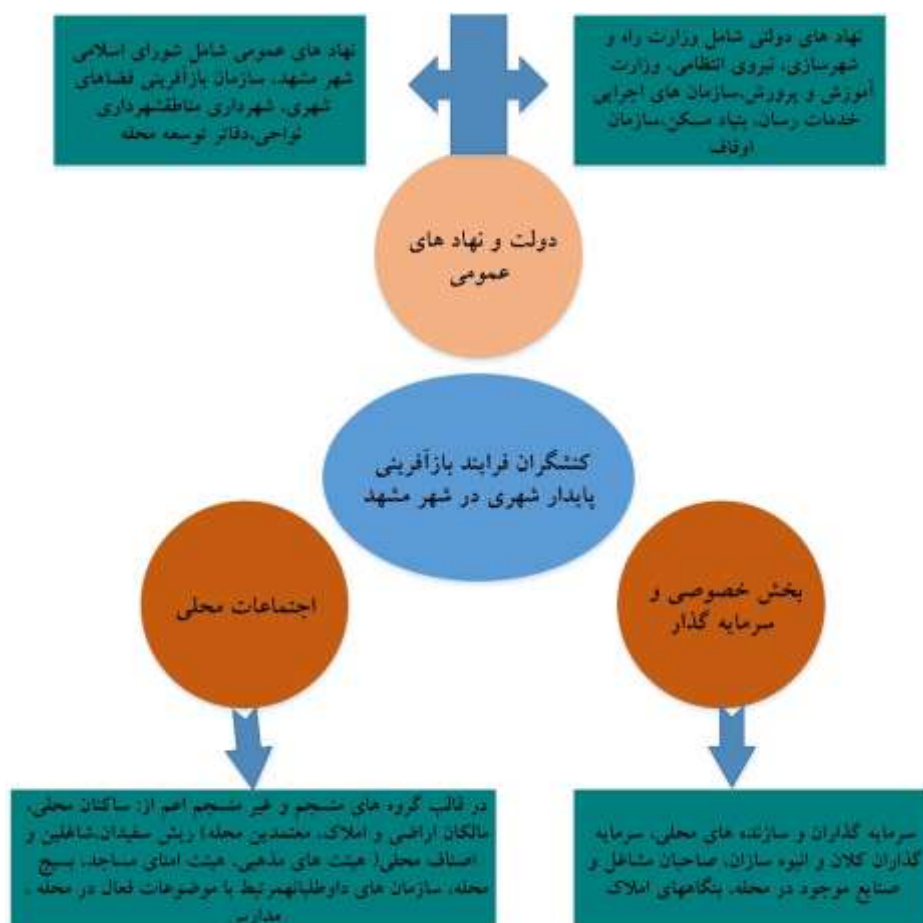 نهاد های دولتی شامل وزارت راه و
شهرسازی، نیروی انتظامی، وزارت
آموزش و پرورش،سازمان های اجرایی
خدمات رسان، بنیاد مسکن،سازمان
اوقاف
نهاد های عمومی شامل شورای اسلامی
شهر مشهد، سازمان بازآفرینی فضاهای
شهری، شهرداری مناطقشهرداری
نواحی،دفاتر توسعه محله
دولت و نهاد های
عمومی
کنشگران فرایند بازآفرینی
پایدار شهری در شهر مشهد
بخش خصوصی و
سرمایه گذار
اجتماعات محلی
سرمایه گذاران و سازنده های محلی، سرمایه
گذاران کلان و انبوه سازان، صاحبان مشاغل و
صنایع موجود در محله، بنگاههای املاک
در قالب گروه های منسجم و غیر منسجم اعم از: ساکنان محلی،
مالکان اراضی و املاک، معتمدین محله) ریش سفیدان،شاغلین و
اصناف محلی( هیئت های مذهبی، هیئت امنای مساجد، بسیج
محله، سازمان های داوطلبانهمرتبط با موضوعات فعال در محله ،
مدارس